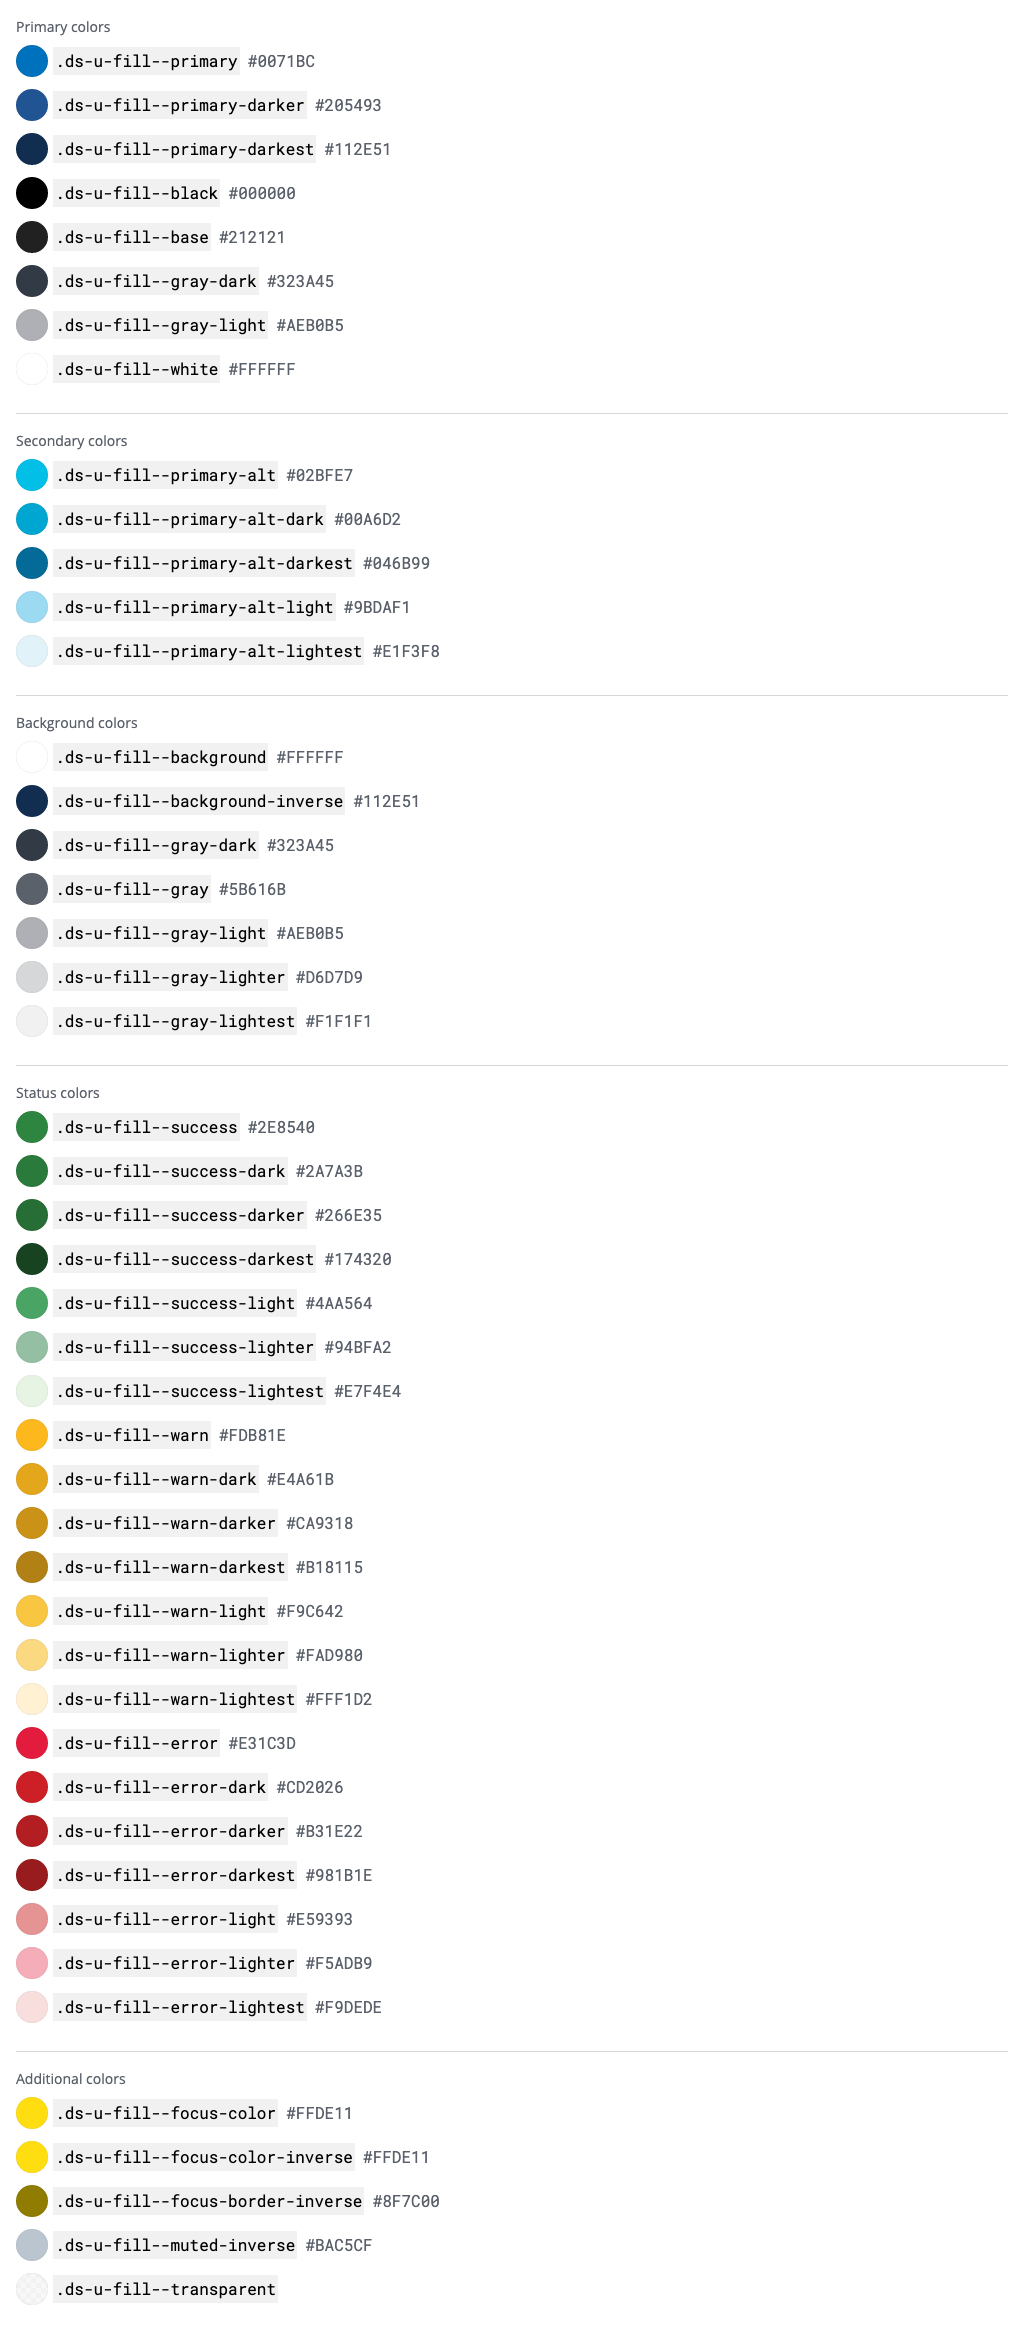 Primary colors
.ds-u-fill--primary #0071BC
.ds-u-fill--primary-darker #205493
.ds-u-fill--primary-darkest #112E51
.ds-u-fill--black #000000
.ds-u-fill--base #212121
.ds-u-fill--gray-dark #323A45
.ds-u-fill--gray-light #AEB0B5
.ds-u-fill--white #FFFFFF
Secondary colors
.ds-u-fill--primary-alt #02BFE7
.ds-u-fill--primary-alt-dark #00A6D2
.ds-u-fill--primary-alt-darkest #046B99
.ds-u-fill--primary-alt-light #9BDAF1
.ds-u-fill--primary-alt-lightest #E1F3F8
Background colors
.ds-u-fill--background #FFFFFF
.ds-u-fill--background-inverse #112E51
.ds-u-fill--gray-dark #323A45
.ds-u-fill--gray #5B616B
.ds-u-fill--gray-light #AEB0B5
.ds-u-fill--gray-lighter #D6D7D9
.ds-u-fill--gray-lightest #F1F1F1
Status colors
.ds-u-fill--success #2E8540
.ds-u-fill--success-dark #2A7A3B
.ds-u-fill--success-darker #266E35
.ds-u-fill--success-darkest #174320
.ds-u-fill--success-light #4AA564
.ds-u-fill--success-lighter #94BFA2
.ds-u-fill--success-lightest #E7F4E4
.ds-u-fill--warn #FDB81E
.ds-u-fill--warn-dark #E4A61B
.ds-u-fill--warn-darker #CA9318
.ds-u-fill--warn-darkest #B18115
.ds-u-fill--warn-light #F9C642
.ds-u-fill--warn-lighter #FAD980
.ds-u-fill--warn-lightest #FFF1D2
.ds-u-fill--error #E31C3D
.ds-u-fill--error-dark #CD2026
.ds-u-fill--error-darker #B31E22
.ds-u-fill--error-darkest #981B1E
.ds-u-fill--error-light #E59393
.ds-u-fill--error-lighter #F5ADB9
.ds-u-fill--error-lightest #F9DEDE
Additional colors
.ds-u-fill--focus-color #FFDE11
.ds-u-fill--focus-color-inverse #FFDE11
.ds-u-fill--focus-border-inverse #8F7C00
.ds-u-fill--muted-inverse #BAC5CF
.ds-u-fill--transparent